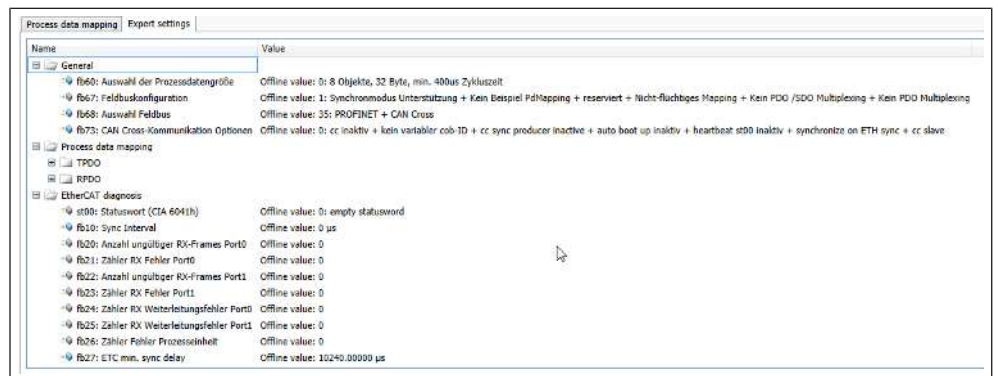 Process data mapping Expert settings
Name Value
General
fb60: Auswahl der Prozessdatengröße Offline value: 0: 8 Objekte, 32 Byte, min. 400us Zykluszeit
fb67: Feldbuskonfiguration Offline value: 1: Synchronmodus Unterstützung + Kein Beispiel PdMapping + reserviert + Nicht-flüchtiges Mapping + Kein PDO /SDO Multiplexing + Kein PDO Multiplexing
fb68: Auswahl Feldbus Offline value: 35: PROFINET + CAN Cross
fb73: CAN Cross-Kommunikation Optionen Offline value: 0: cc inaktiv + kein variabler cob-ID + cc sync producer inactive + auto boot up inaktiv + heartbeat st00 inaktiv + synchronize on ETH sync + cc slave
Process data mapping
TPDO
RPDO
EtherCAT diagnosis
st00: Statuswort (CIA 6041h) Offline value: 0: empty statusword
fb10: Sync Interval Offline value: 0 µs
fb20: Anzahl ungültiger RX-Frames Port0 Offline value: 0
fb21: Zähler RX Fehler Port0 Offline value: 0
fb22: Anzahl ungültiger RX-Frames Port1 Offline value: 0
fb23: Zähler RX Fehler Port1 Offline value: 0
fb24: Zähler RX Weiterleitungsfehler Port0 Offline value: 0
fb25: Zähler RX Weiterleitungsfehler Port1 Offline value: 0
fb26: Zähler Fehler Prozesseinheit Offline value: 0
fb27: ETC min. sync delay Offline value: 10240.00000 µs